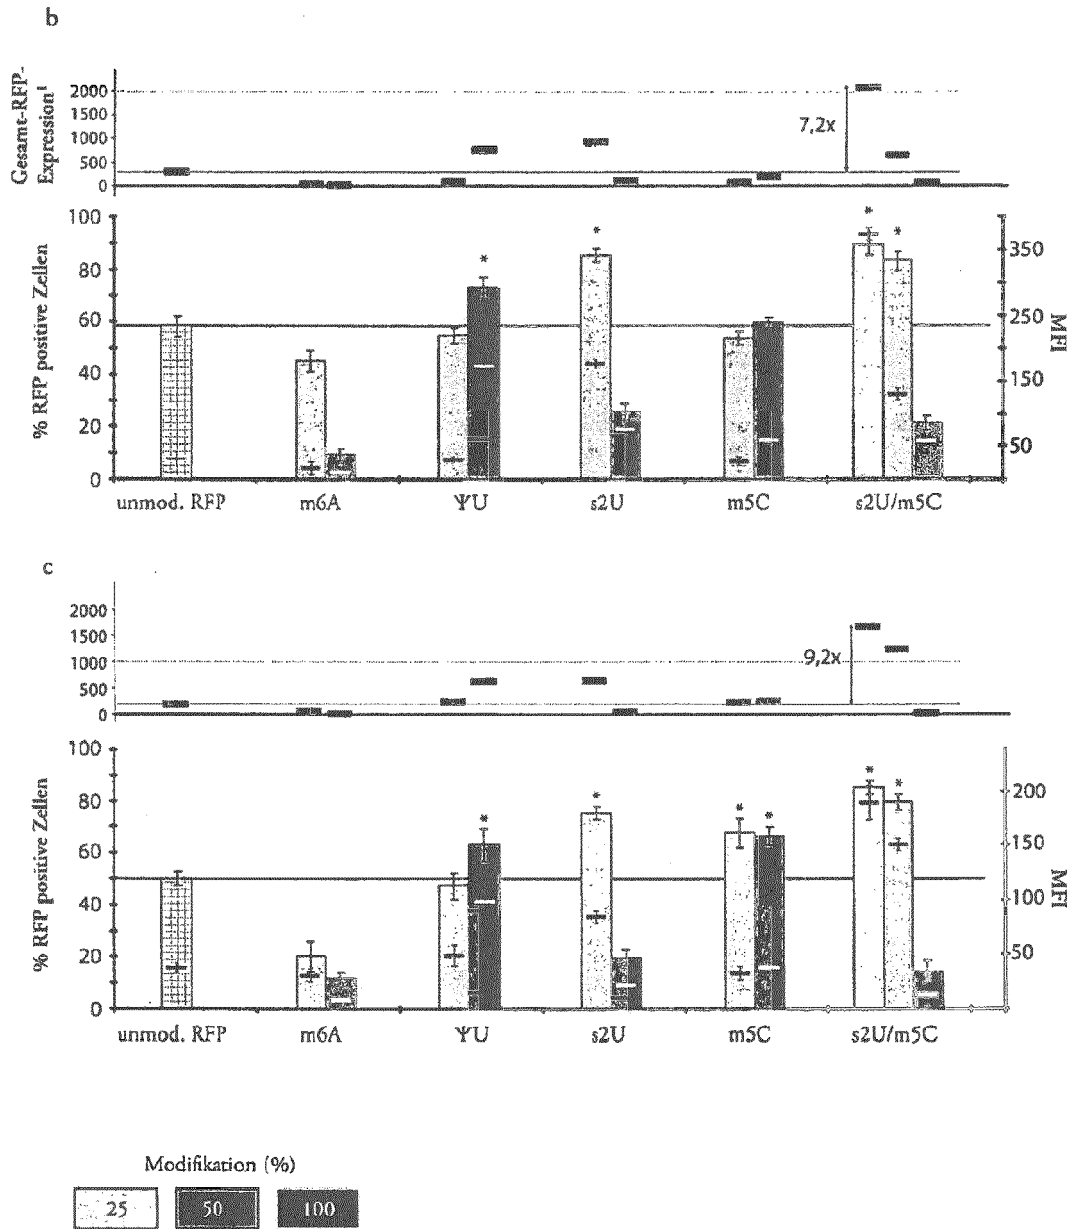 b
Gesamt-RFP-
Expression¹
2000
1500
1000
500
0
7,2x
% RFP positive Zellen
100
80
60
40
20
0
* * * *
350
250
150
50
MFI
unmod. RFP m6A ΨU s2U m5C s2U/m5C
c
2000
1500
1000
500
0
9,2x
% RFP positive Zellen
100
80
60
40
20
0
* * * * * *
200
150
100
50
MFI
unmod. RFP m6A ΨU s2U m5C s2U/m5C
Modifikation (%)
25 50 100